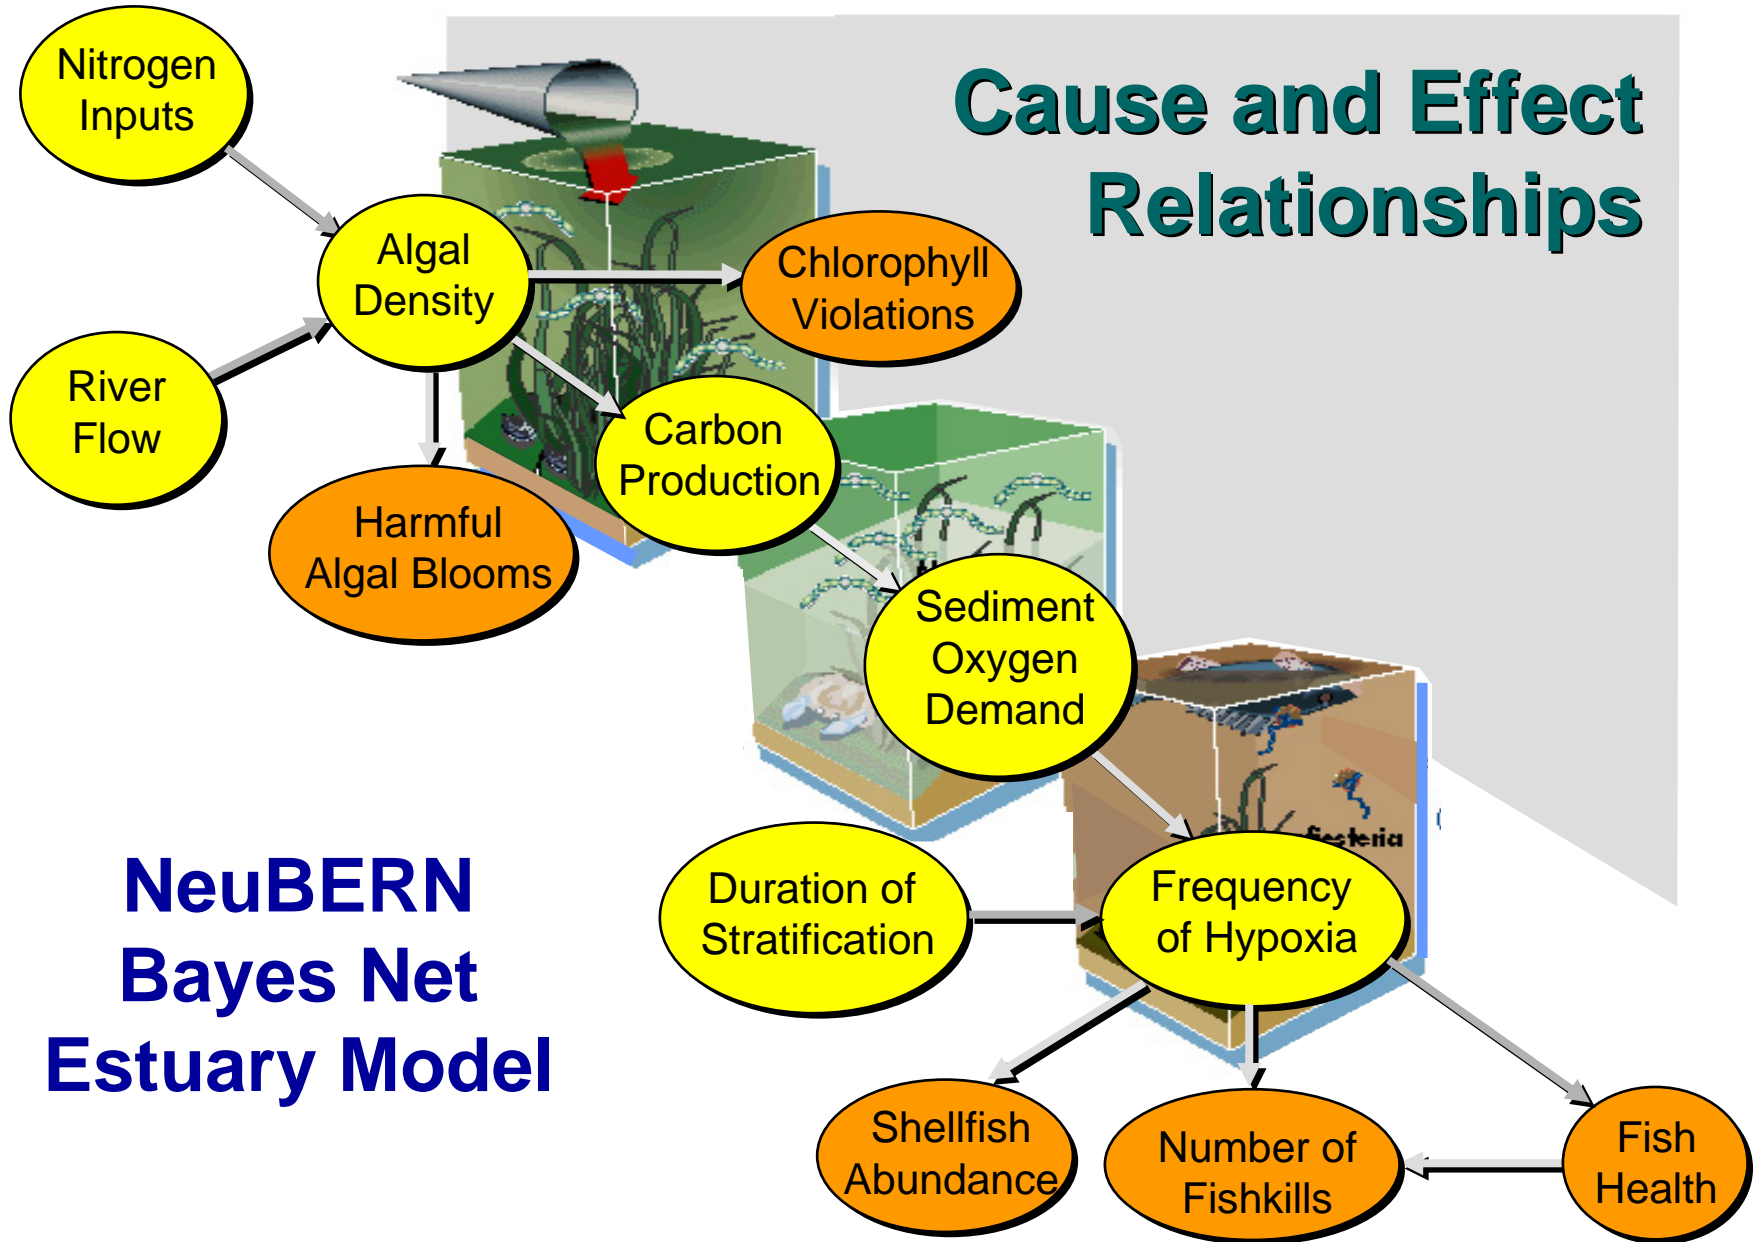 Cause and Effect
Relationships
Nitrogen
Inputs
Algal
Density
Chlorophyll
Violations
River
Flow
Carbon
Production
Harmful
Algal Blooms
Sediment
Oxygen
Demand
Duration of
Stratification
Frequency
of Hypoxia
NeuBERN
Bayes Net
Estuary Model
Shellfish
Abundance
Number of
Fishkills
Fish
Health